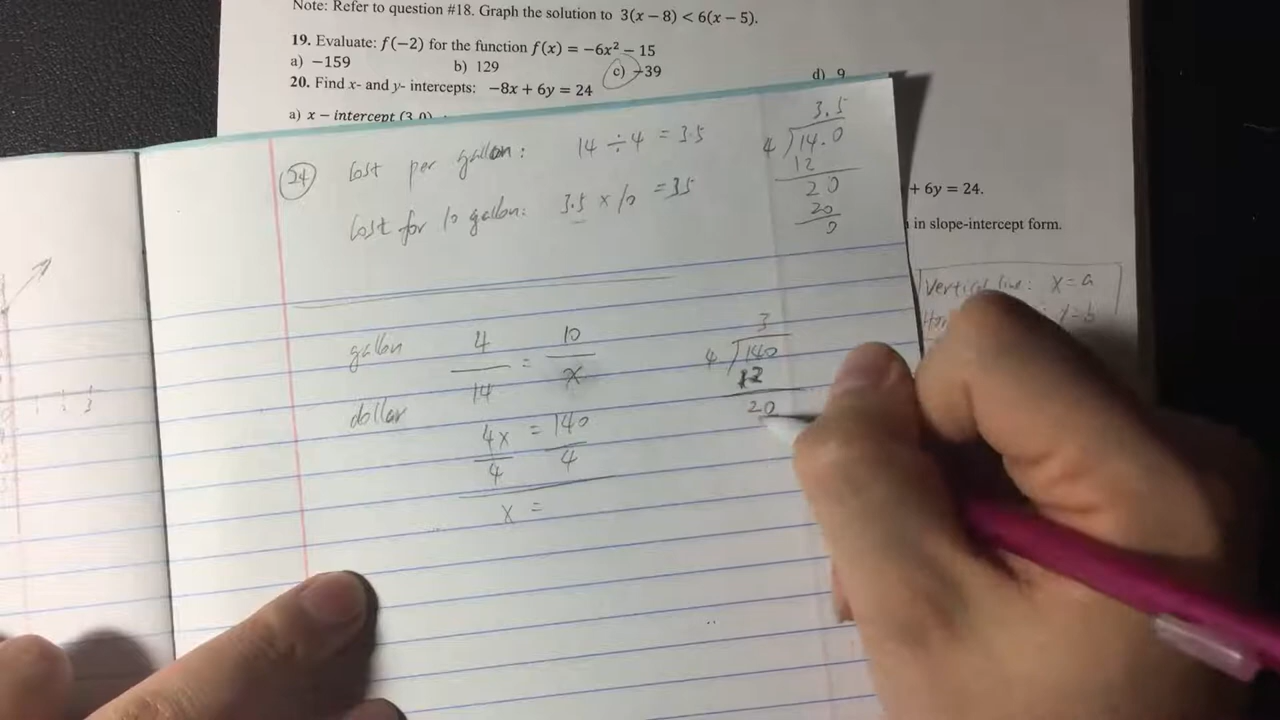 Note: Refer to question #18. Graph the solution to 3(x − 8) < 6(x − 5).
19. Evaluate: f(−2) for the function f(x) = −6x² − 15
a) −159 b) 129 c) −39 d) 9
20. Find x- and y- intercepts: −8x + 6y = 24
a) x − intercept (3,0)
+ 6y = 24.
in slope-intercept form.
Vertical line: x = a
y = b
24 Cost per gallon: 14 ÷ 4 = 3.5
Cost for 10 gallon: 3.5 × 10 = 35
3.5
4 14.0
12
20
20
0
gallon 4 = 10
14 x
dollar
4x = 140
4 4
x =
3
4 140
12
20